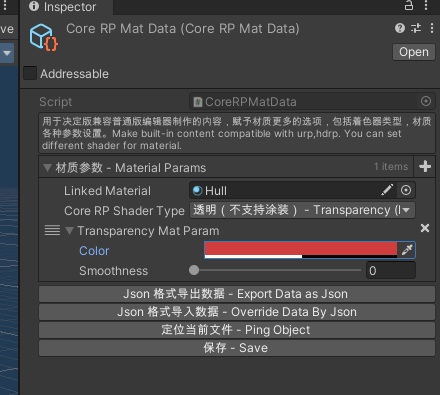 Inspector
ve
Core RP Mat Data (Core RP Mat Data)
Open
Addressable
Script
CoreRPMatData
用于决定版兼容普通版编辑器制作的内容，赋予材质更多的选项，包括着色器类型，材质
各种参数设置。Make built-in content compatible with urp,hdrp. You can set
different shader for material.
材质参数 - Material Params
1 items
Linked Material
Hull
Core RP Shader Type
透明（不支持涂装） - Transparency (I
Transparency Mat Param
Color
Smoothness
0
Json 格式导出数据 - Export Data as Json
Json 格式导入数据 - Override Data By Json
定位当前文件 - Ping Object
保存 - Save